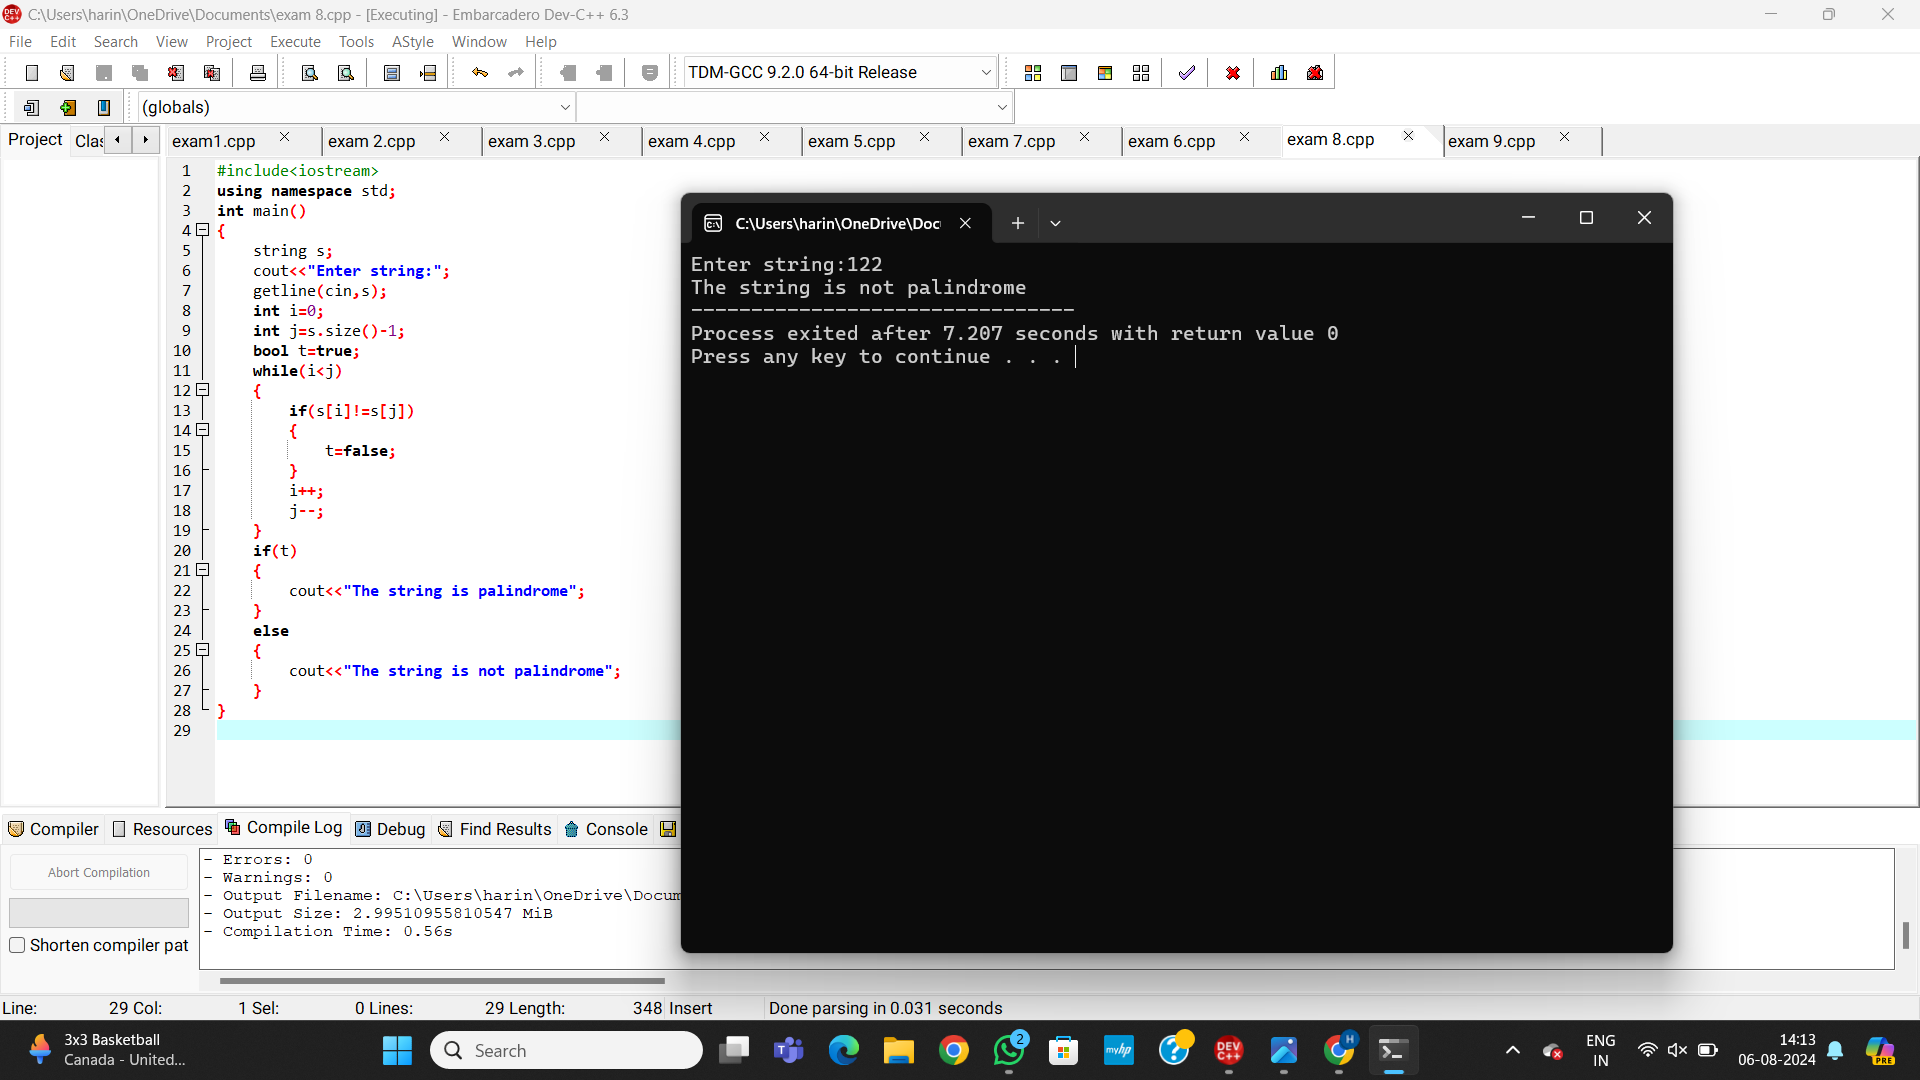 C:\Users\harin\OneDrive\Documents\exam 8.cpp - [Executing] - Embarcadero Dev-C++ 6.3
File Edit Search View Project Execute Tools AStyle Window Help
TDM-GCC 9.2.0 64-bit Release
(globals)
Project Clas exam1.cpp exam 2.cpp exam 3.cpp exam 4.cpp exam 5.cpp exam 7.cpp exam 6.cpp exam 8.cpp exam 9.cpp
1 #include<iostream>
2 using namespace std;
3 int main()
4 {
5 string s;
6 cout<<"Enter string:";
7 getline(cin,s);
8 int i=0;
9 int j=s.size()-1;
10 bool t=true;
11 while(i<j)
12 {
13 if(s[i]!=s[j])
14 {
15 t=false;
16 }
17 i++;
18 j--;
19 }
20 if(t)
21 {
22 cout<<"The string is palindrome";
23 }
24 else
25 {
26 cout<<"The string is not palindrome";
27 }
28 }
29
C:\Users\harin\OneDrive\Doc
Enter string:122
The string is not palindrome
--------------------------------
Process exited after 7.207 seconds with return value 0
Press any key to continue . . .
Compiler Resources Compile Log Debug Find Results Console
Abort Compilation
Shorten compiler pat
- Errors: 0
- Warnings: 0
- Output Filename: C:\Users\harin\OneDrive\Docum
- Output Size: 2.99510955810547 MiB
- Compilation Time: 0.56s
Line: 29 Col: 1 Sel: 0 Lines: 29 Length: 348 Insert Done parsing in 0.031 seconds
3x3 Basketball
Canada - United...
Search
2
myhp
DEV C++
H
ENG
IN
14:13
06-08-2024
PRE